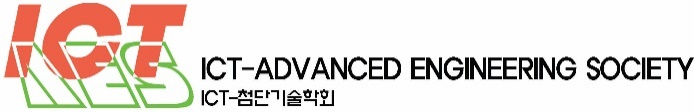 ICT
AES
ICT-ADVANCED ENGINEERING SOCIETY
ICT-첨단기술학회